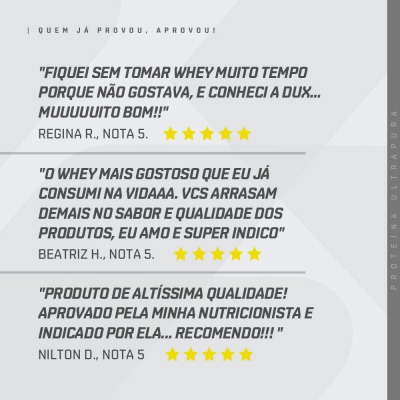 | QUEM JÁ PROVOU, APROVOU!
"FIQUEI SEM TOMAR WHEY MUITO TEMPO
PORQUE NÃO GOSTAVA, E CONHECI A DUX...
MUUUUUITO BOM!!"
REGINA R., NOTA 5.
"O WHEY MAIS GOSTOSO QUE EU JÁ
CONSUMI NA VIDAAA. VCS ARRASAM
DEMAIS NO SABOR E QUALIDADE DOS
PRODUTOS, EU AMO E SUPER INDICO"
BEATRIZ H., NOTA 5.
"PRODUTO DE ALTÍSSIMA QUALIDADE!
APROVADO PELA MINHA NUTRICIONISTA E
INDICADO POR ELA... RECOMENDO!!! "
NILTON D., NOTA 5
PROTEÍNA ULTRAPURA